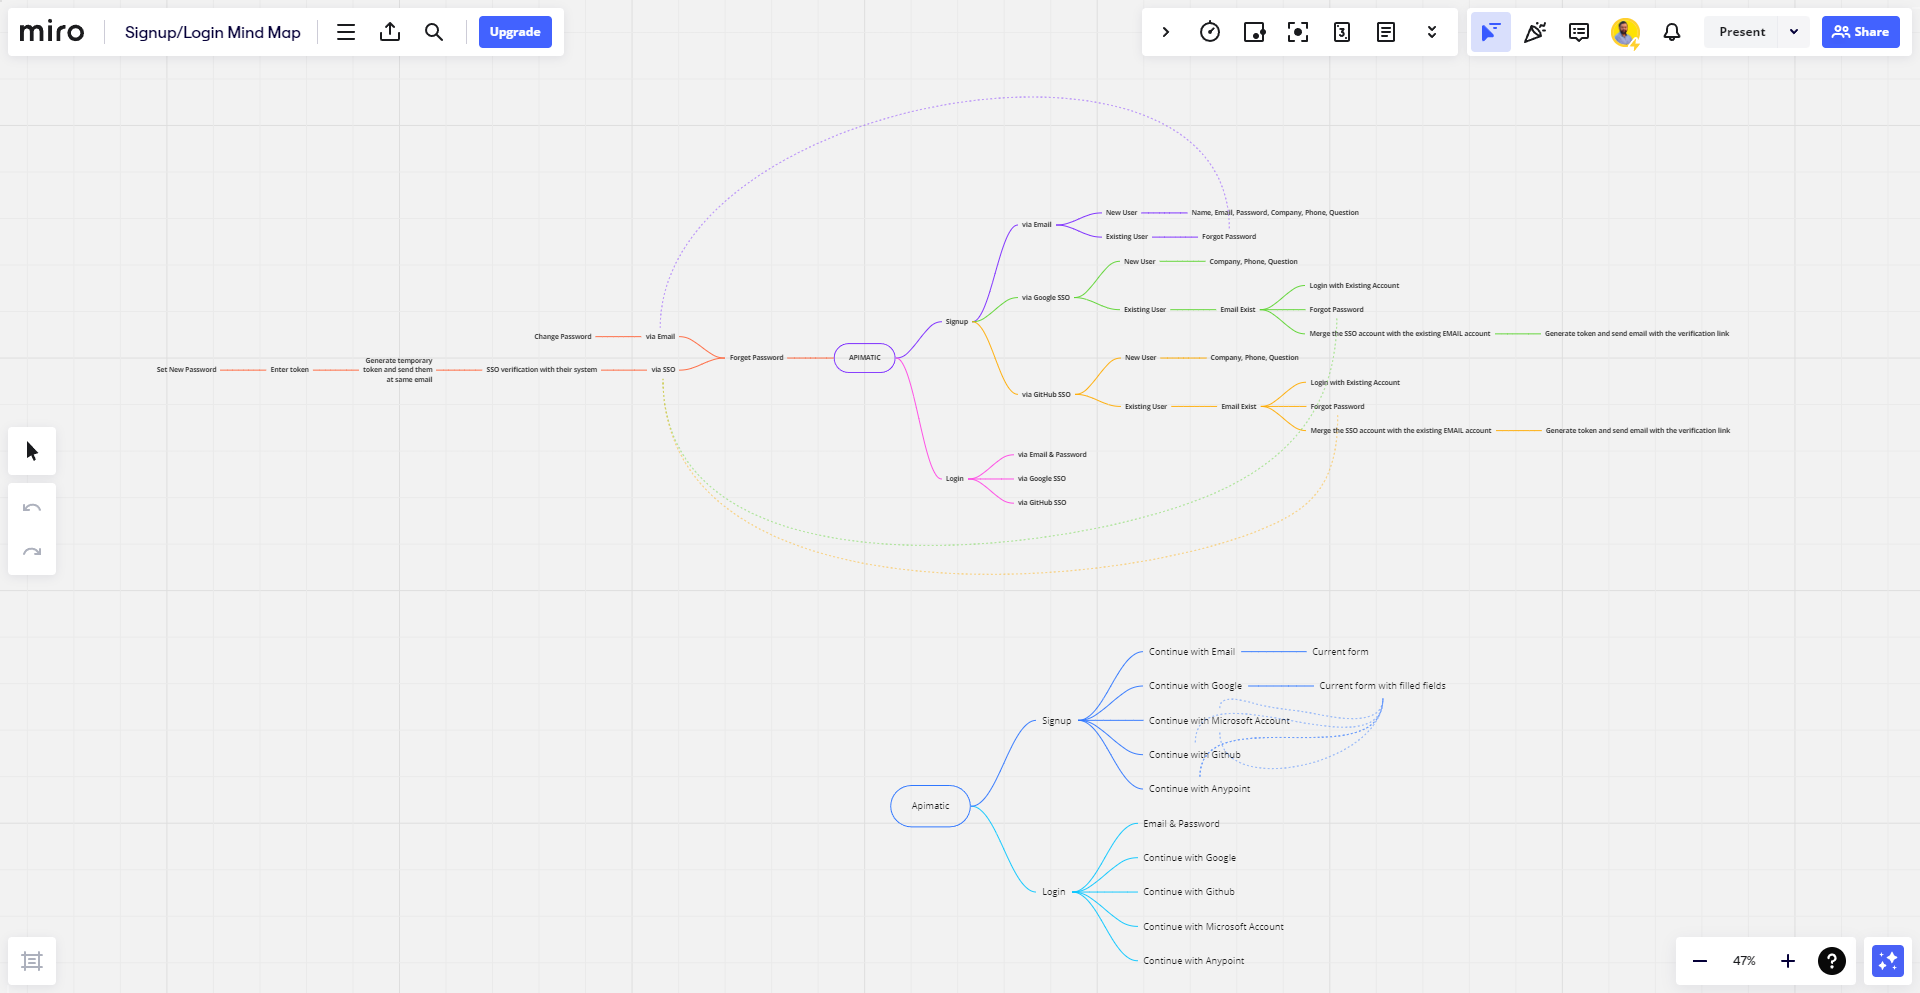 miro
Signup/Login Mind Map
Upgrade
3
Present
Share
via Email
New User
Name, Email, Password, Company, Phone, Question
Existing User
Forgot Password
via Google SSO
New User
Company, Phone, Question
Existing User
Email Exist
Login with Existing Account
Forgot Password
Merge the SSO account with the existing EMAIL account
Generate token and send email with the verification link
Signup
Change Password
via Email
Forget Password
APIMATIC
Set New Password
Enter token
Generate temporary
token and send them
at same email
SSO verification with their system
via SSO
via GitHub SSO
New User
Company, Phone, Question
Existing User
Email Exist
Login with Existing Account
Forgot Password
Merge the SSO account with the existing EMAIL account
Generate token and send email with the verification link
Login
via Email & Password
via Google SSO
via GitHub SSO
Apimatic
Signup
Continue with Email
Current form
Continue with Google
Current form with filled fields
Continue with Microsoft Account
Continue with Github
Continue with Anypoint
Login
Email & Password
Continue with Google
Continue with Github
Continue with Microsoft Account
Continue with Anypoint
47%
?